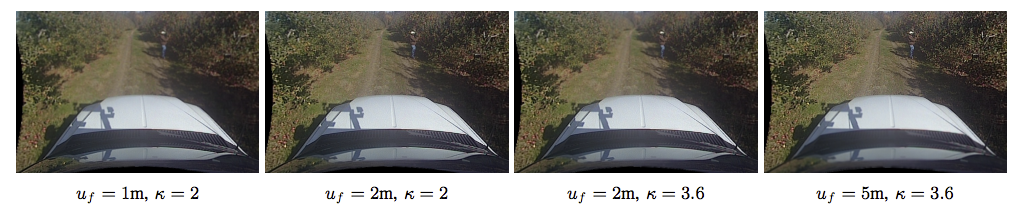 u_f = 1m, κ = 2
u_f = 2m, κ = 2
u_f = 2m, κ = 3.6
u_f = 5m, κ = 3.6